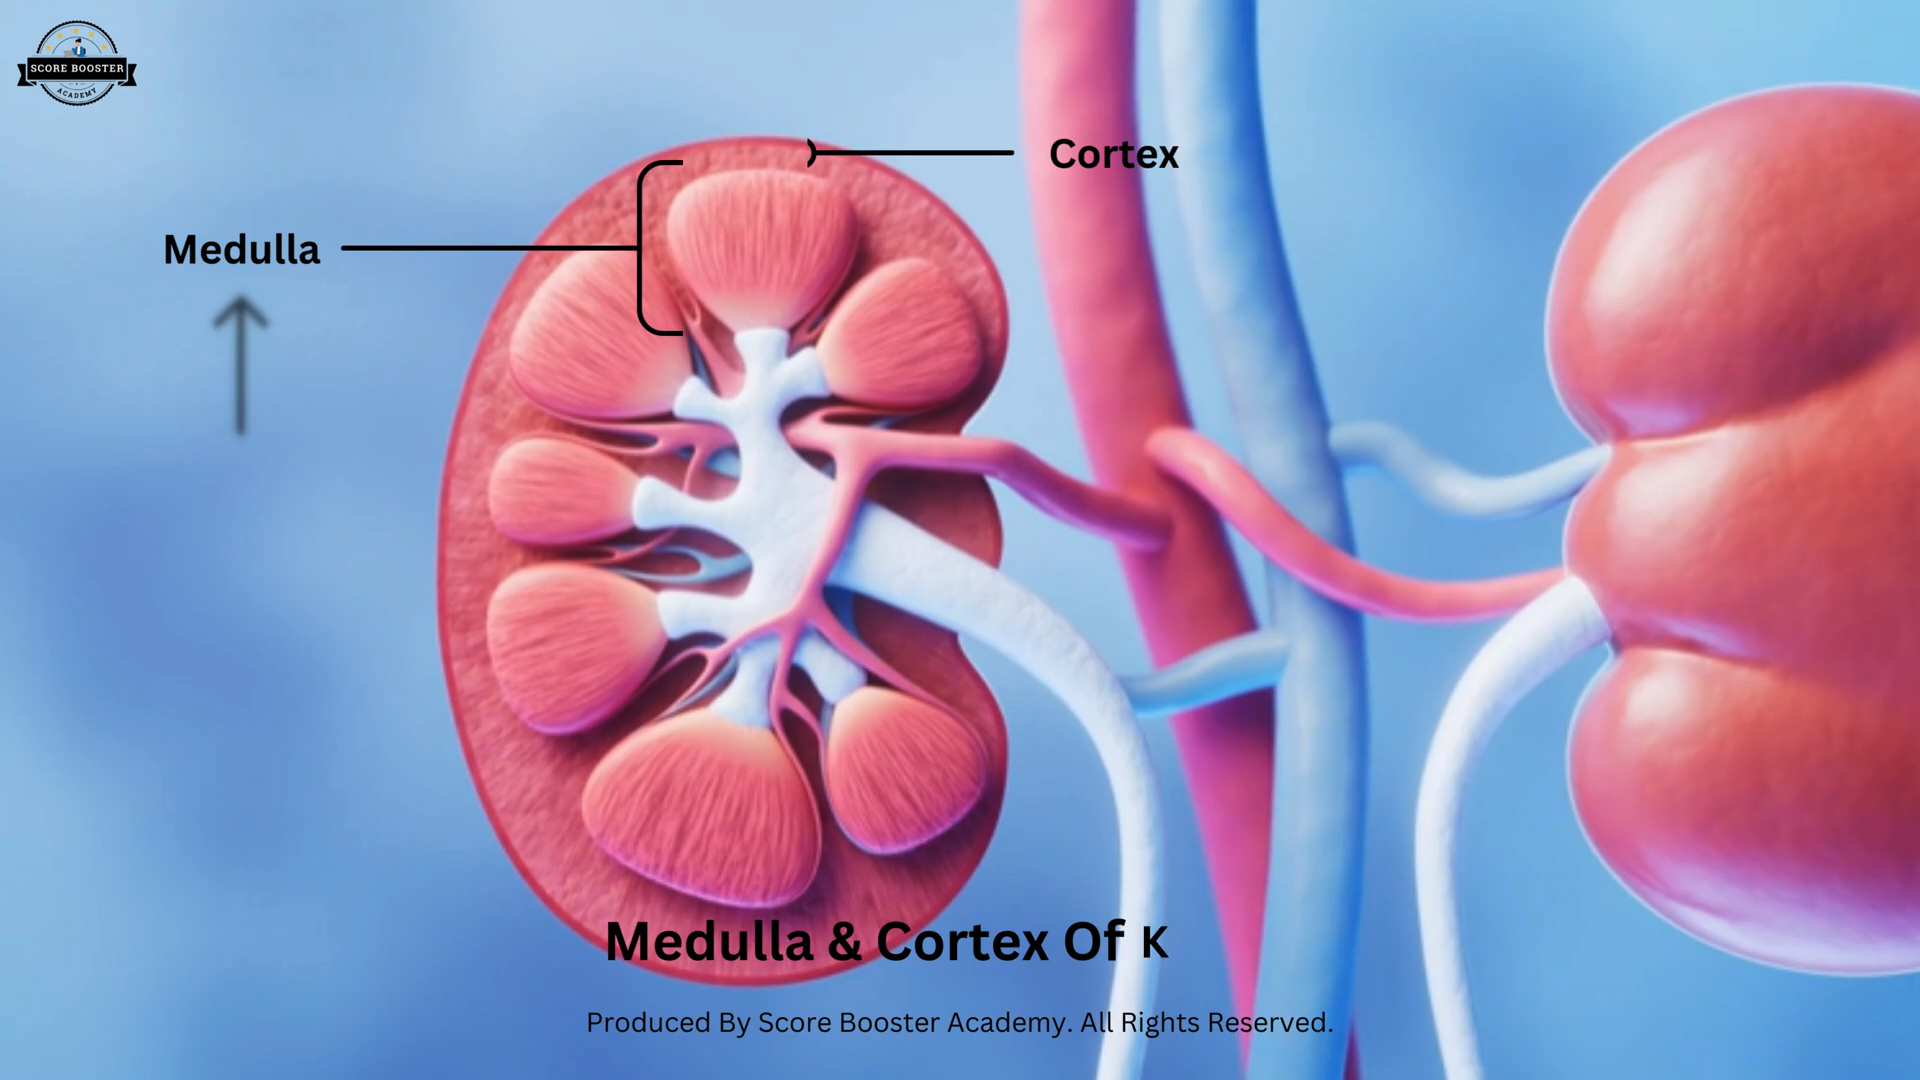 SCORE BOOSTER
ACADEMY
Cortex
Medulla
Medulla & Cortex Of K
Produced By Score Booster Academy. All Rights Reserved.